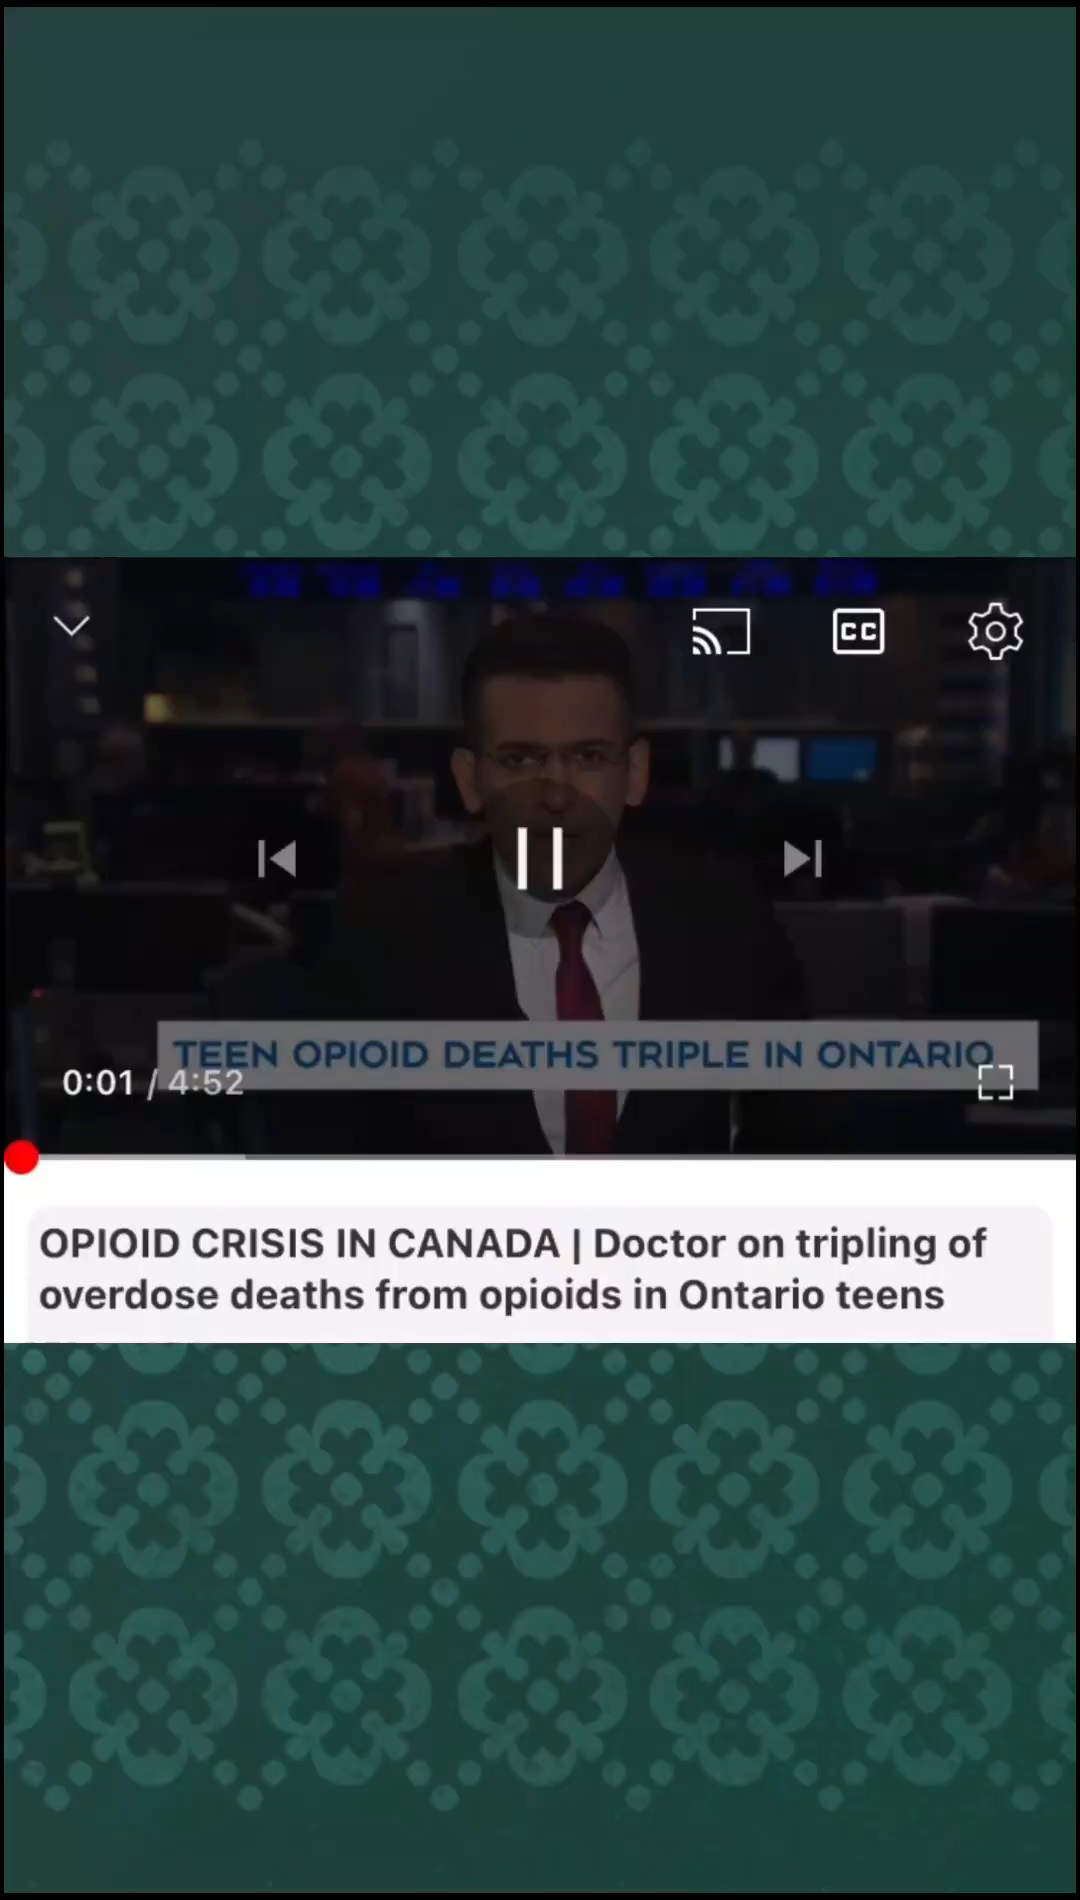 CC
TEEN OPIOID DEATHS TRIPLE IN ONTARIO
0:01 / 4:52
OPIOID CRISIS IN CANADA | Doctor on tripling of
overdose deaths from opioids in Ontario teens